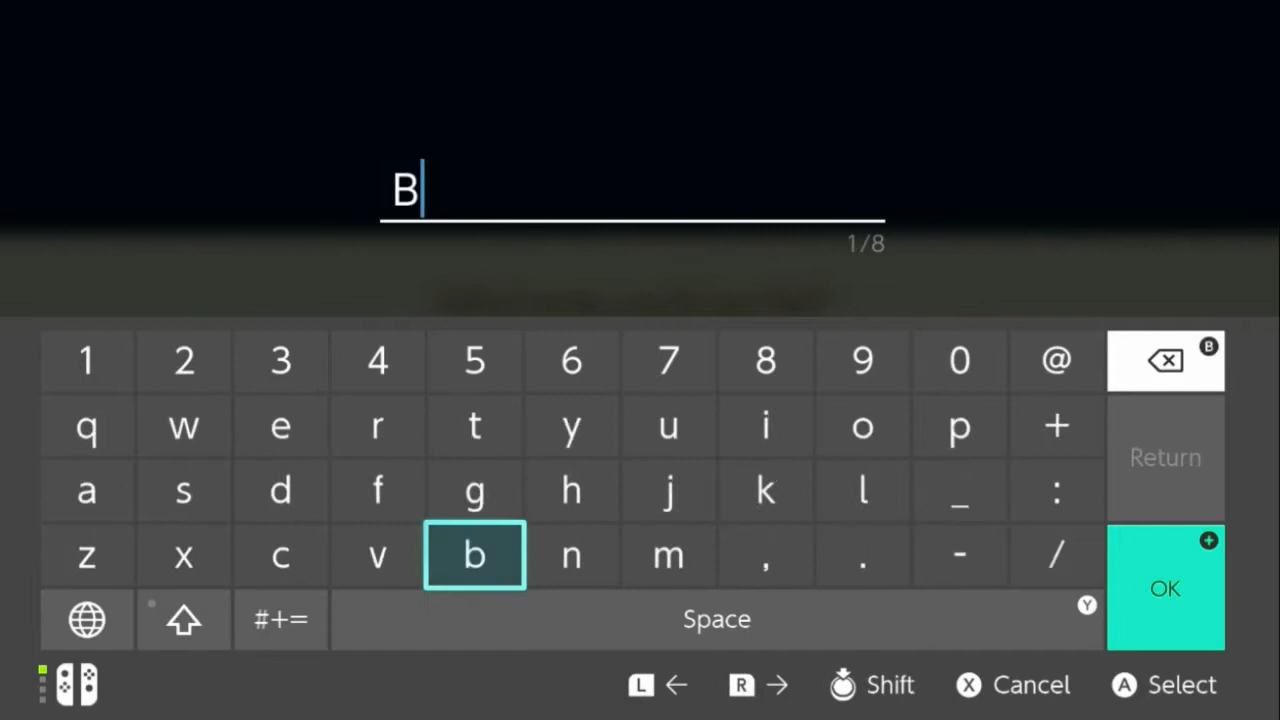 B
1/8
1 2 3 4 5 6 7 8 9 0 @ B
q w e r t y u i o p + Return
a s d f g h j k l _ :
z x c v b n m , . - / + OK
#+= Space Y
L ← R → Shift X Cancel A Select